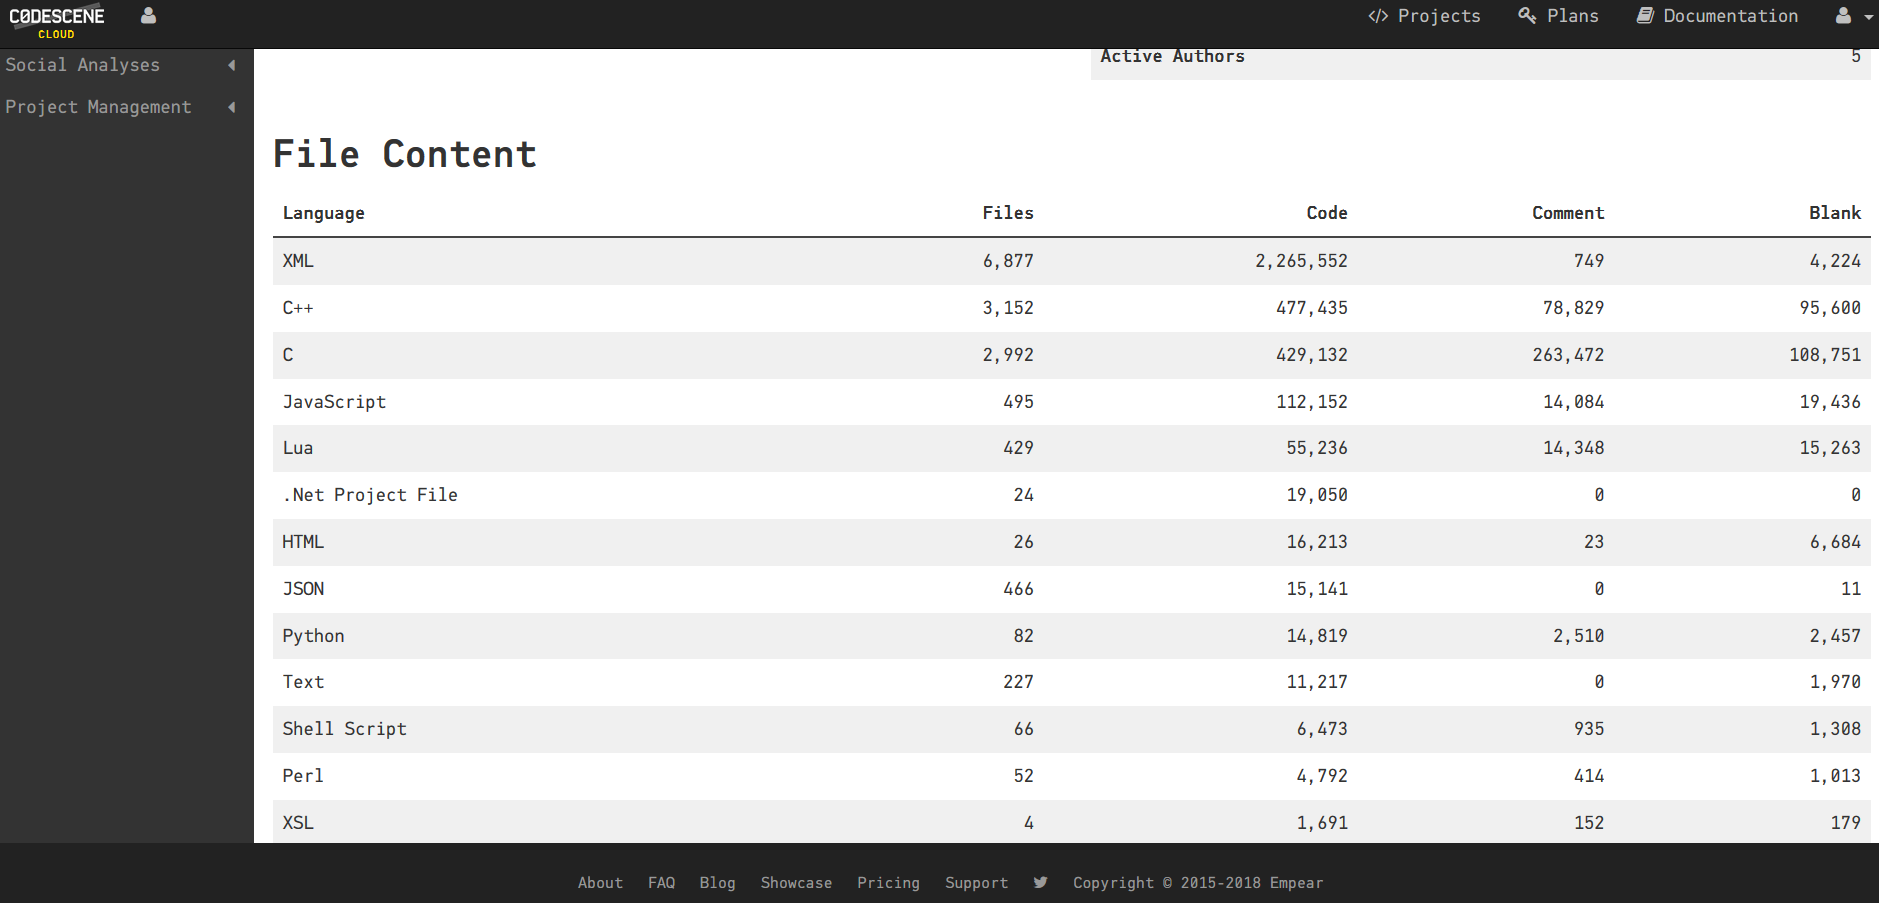 CODESCENE
CLOUD
Projects Plans Documentation
Social Analyses
Project Management
Active Authors 5
File Content
Language Files Code Comment Blank
XML 6,877 2,265,552 749 4,224
C++ 3,152 477,435 78,829 95,600
C 2,992 429,132 263,472 108,751
JavaScript 495 112,152 14,084 19,436
Lua 429 55,236 14,348 15,263
.Net Project File 24 19,050 0 0
HTML 26 16,213 23 6,684
JSON 466 15,141 0 11
Python 82 14,819 2,510 2,457
Text 227 11,217 0 1,970
Shell Script 66 6,473 935 1,308
Perl 52 4,792 414 1,013
XSL 4 1,691 152 179
About FAQ Blog Showcase Pricing Support Copyright © 2015-2018 Empear